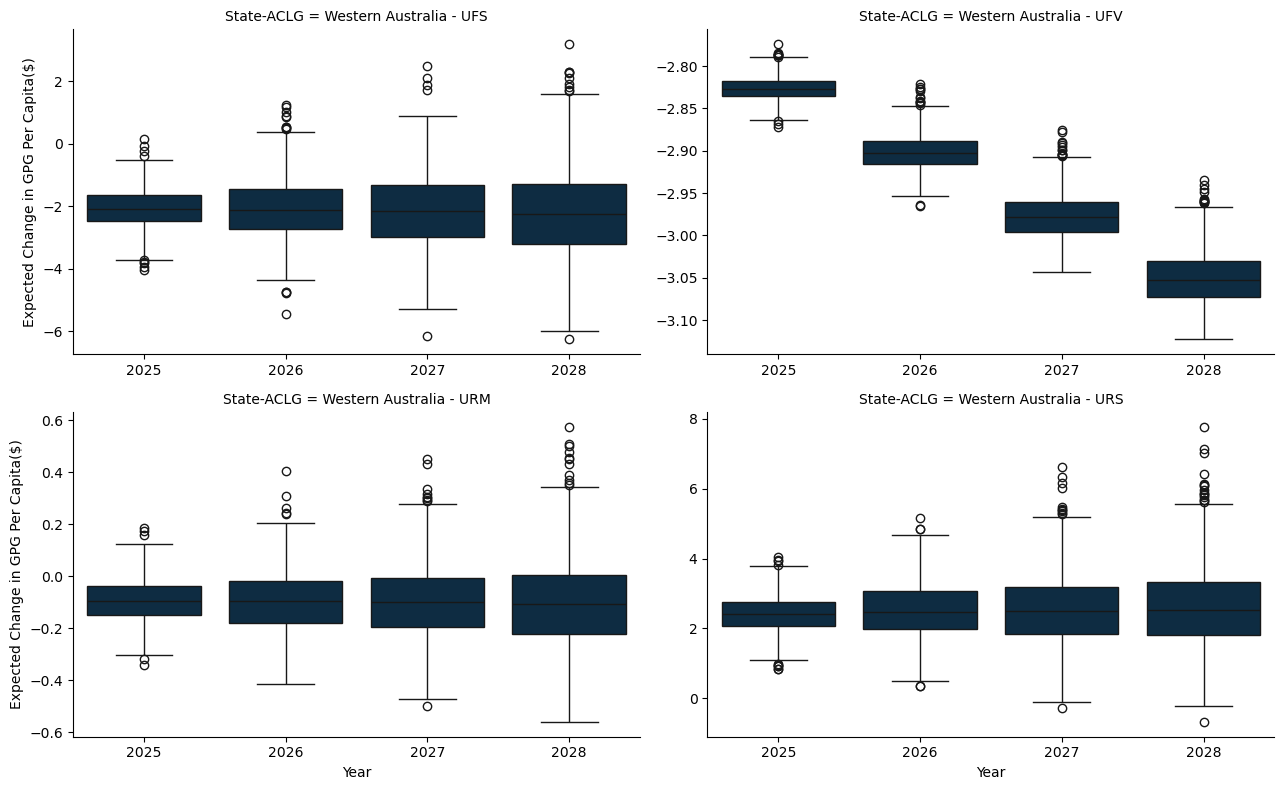 State-ACLG = Western Australia - UFS
Expected Change in GPG Per Capita($)
2
0
−2
−4
−6
2025 2026 2027 2028
State-ACLG = Western Australia - UFV
−2.80
−2.85
−2.90
−2.95
−3.00
−3.05
−3.10
2025 2026 2027 2028
State-ACLG = Western Australia - URM
Expected Change in GPG Per Capita($)
0.6
0.4
0.2
0.0
−0.2
−0.4
−0.6
2025 2026 2027 2028
Year
State-ACLG = Western Australia - URS
8
6
4
2
0
2025 2026 2027 2028
Year